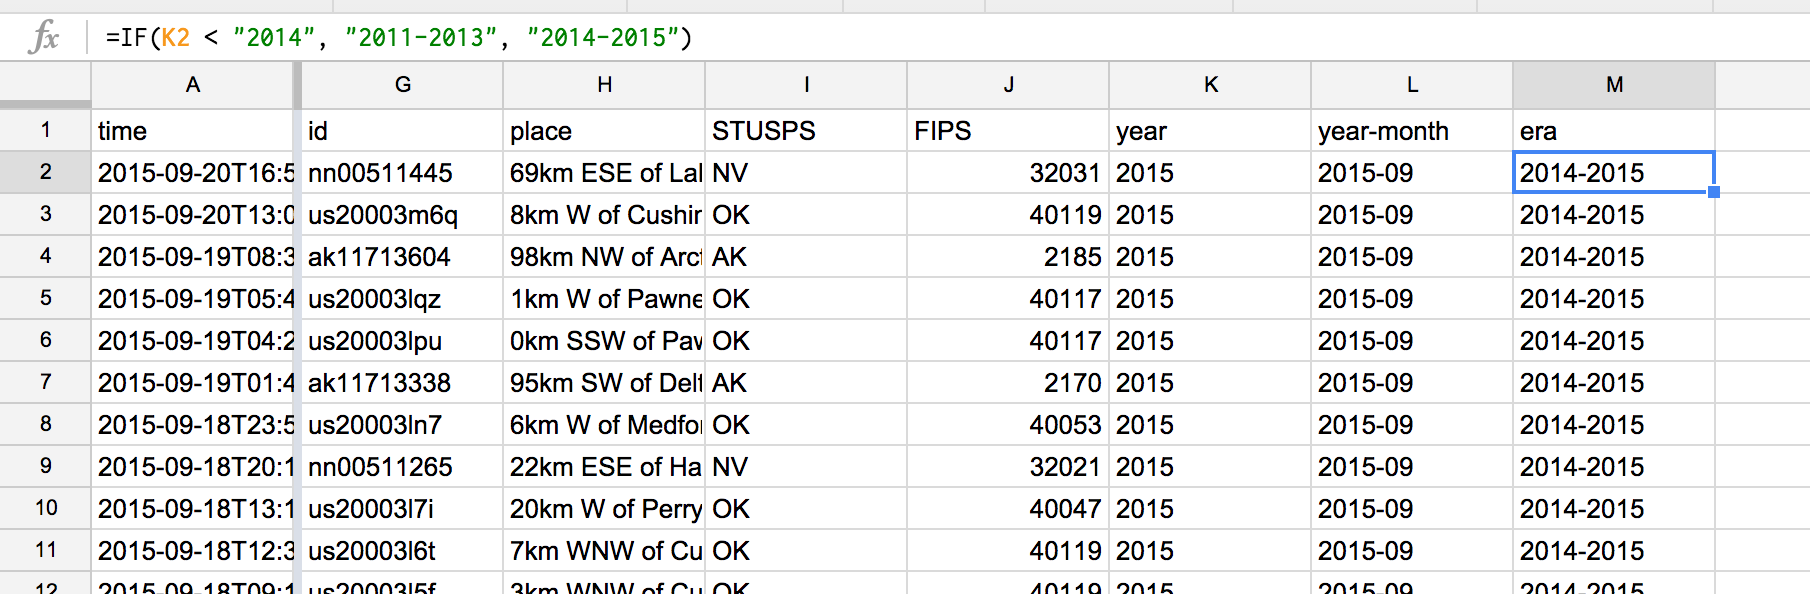 fx =IF(K2 < "2014", "2011-2013", "2014-2015")
A G H I J K L M
1 time id place STUSPS FIPS year year-month era
2 2015-09-20T16:5 nn00511445 69km ESE of Lal NV 32031 2015 2015-09 2014-2015
3 2015-09-20T13:0 us20003m6q 8km W of Cushir OK 40119 2015 2015-09 2014-2015
4 2015-09-19T08:3 ak11713604 98km NW of Arct AK 2185 2015 2015-09 2014-2015
5 2015-09-19T05:4 us20003lqz 1km W of Pawne OK 40117 2015 2015-09 2014-2015
6 2015-09-19T04:2 us20003lpu 0km SSW of Paw OK 40117 2015 2015-09 2014-2015
7 2015-09-19T01:4 ak11713338 95km SW of Delt AK 2170 2015 2015-09 2014-2015
8 2015-09-18T23:5 us20003ln7 6km W of Medfo OK 40053 2015 2015-09 2014-2015
9 2015-09-18T20:1 nn00511265 22km ESE of Ha NV 32021 2015 2015-09 2014-2015
10 2015-09-18T13:1 us20003l7i 20km W of Perry OK 40047 2015 2015-09 2014-2015
11 2015-09-18T12:3 us20003l6t 7km WNW of Cu OK 40119 2015 2015-09 2014-2015
12 2015-09-18T09:1 us20003l5f 3km WNW of Cu OK 40119 2015 2015-09 2014-2015